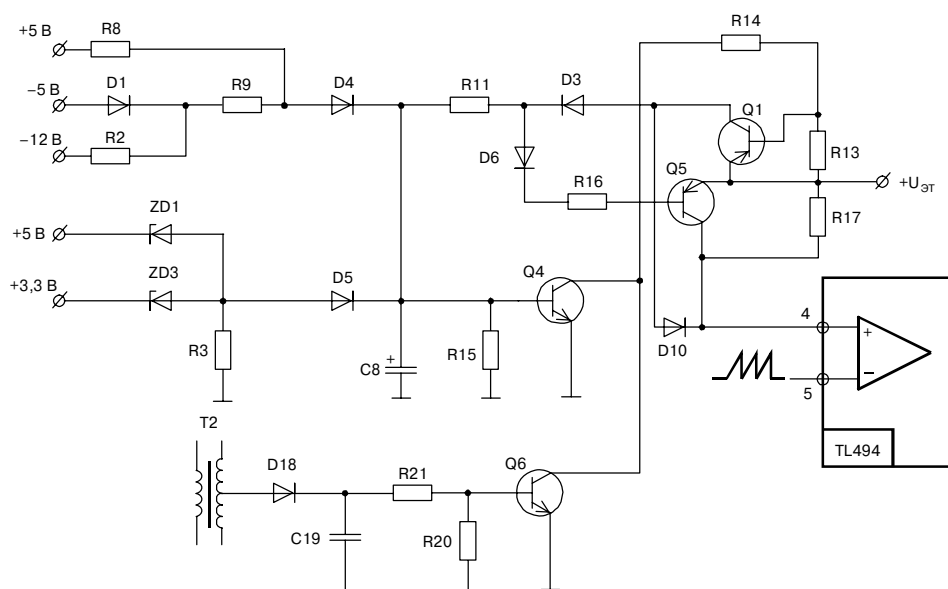 +5 В
R8
R14
−5 В
D1
R9
D4
R11
D3
Q1
−12 В
R2
D6
R13
R16
Q5
+Uэт
R17
+5 В
ZD1
+3,3 В
ZD3
D5
Q4
R3
+
C8
R15
D10
4
+
−
5
TL494
T2
D18
R21
Q6
C19
R20